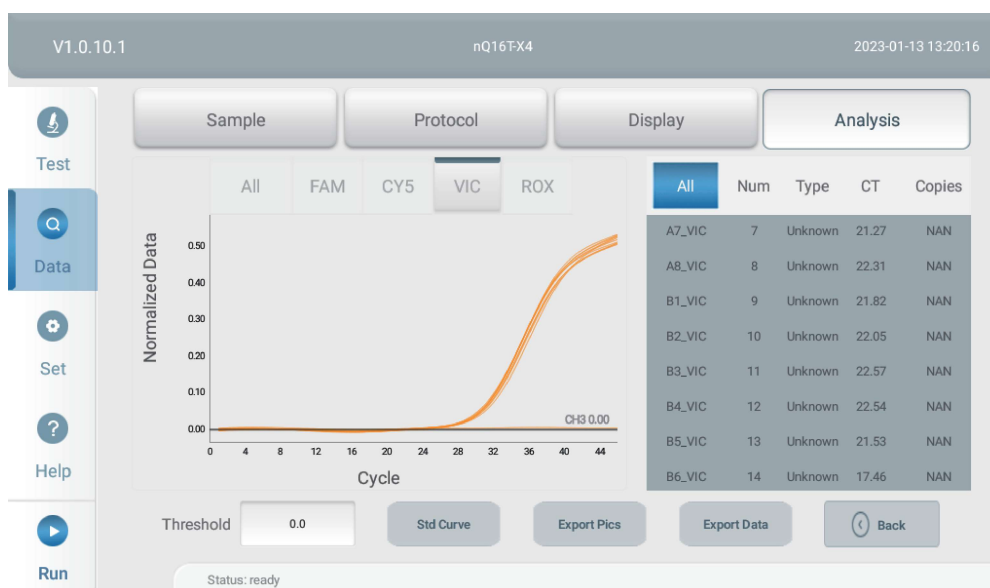 V1.0.10.1 nQ16T-X4 2023-01-13 13:20:16
Sample Protocol Display Analysis
Test
Data
Set
Help
Run
All FAM CY5 VIC ROX
Normalized Data
0.50
0.40
0.30
0.20
0.10
0.00
CH3 0.00
0 4 8 12 16 20 24 28 32 36 40 44
Cycle
All Num Type CT Copies
A7_VIC 7 Unknown 21.27 NAN
A8_VIC 8 Unknown 22.31 NAN
B1_VIC 9 Unknown 21.82 NAN
B2_VIC 10 Unknown 22.05 NAN
B3_VIC 11 Unknown 22.57 NAN
B4_VIC 12 Unknown 22.54 NAN
B5_VIC 13 Unknown 21.53 NAN
B6_VIC 14 Unknown 17.46 NAN
Threshold 0.0 Std Curve Export Pics Export Data Back
Status: ready